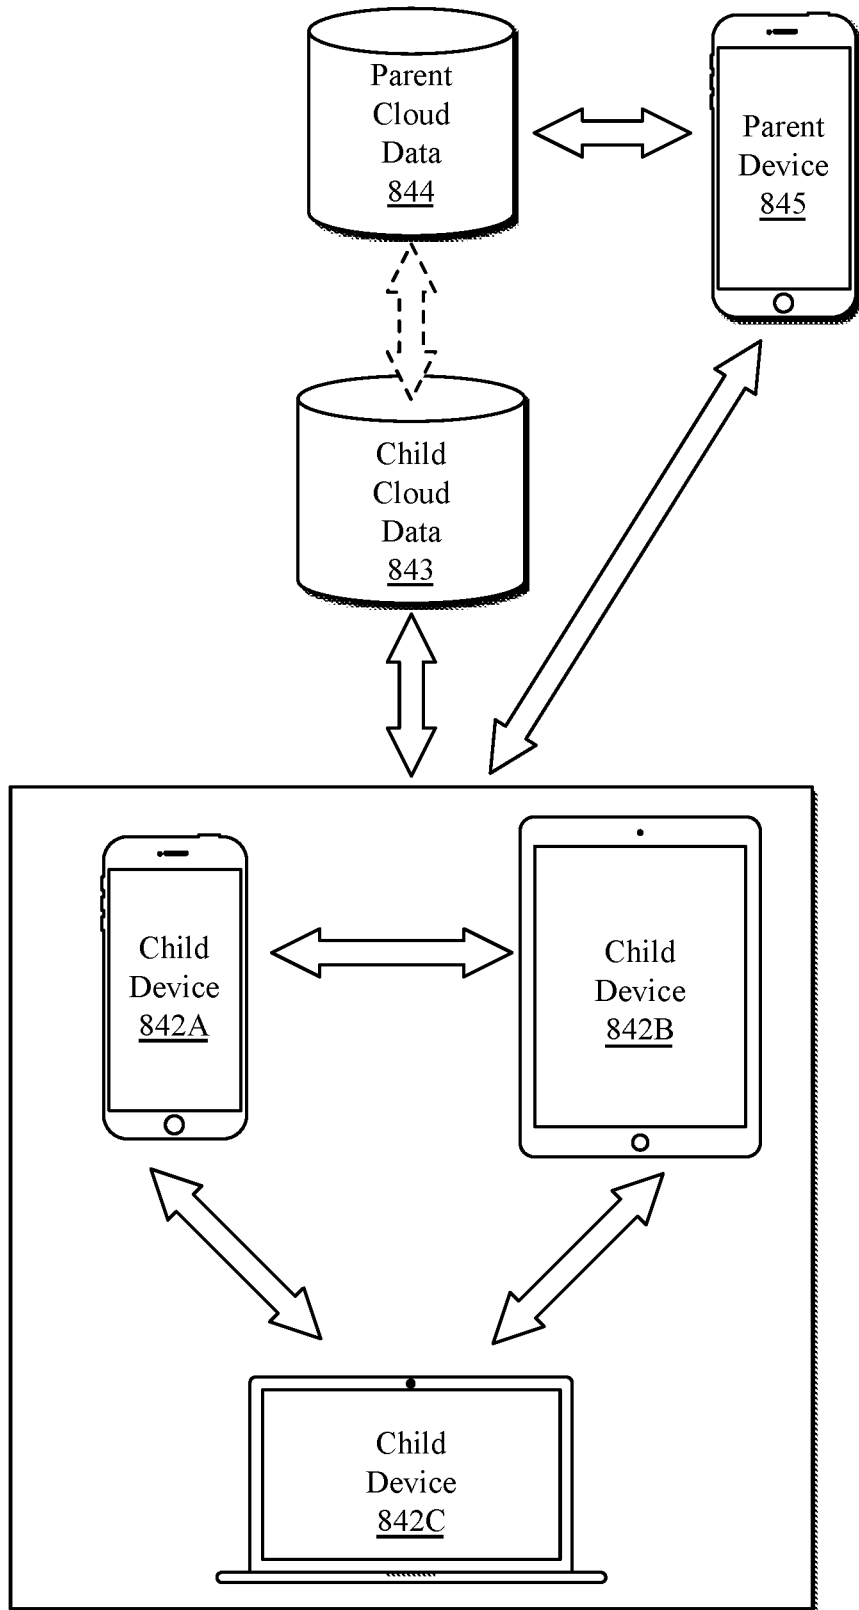 Parent
Cloud
Data
844
Parent
Device
845
Child
Cloud
Data
843
Child
Device
842A
Child
Device
842B
Child
Device
842C